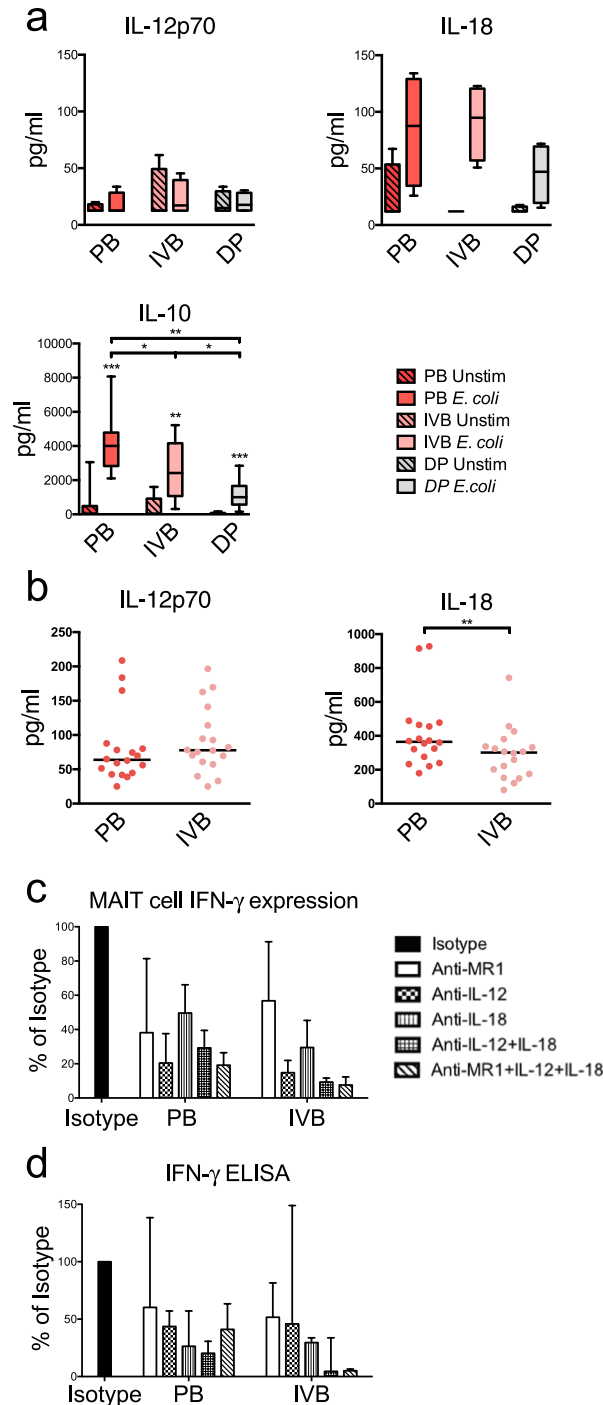 a
IL-12p70
150
100
50
0
pg/ml
PB
IVB
DP
IL-18
150
100
50
0
pg/ml
PB
IVB
DP
IL-10
10000
8000
6000
4000
2000
0
pg/ml
**
*
*
***
**
***
PB
IVB
DP
PB Unstim
PB E. coli
IVB Unstim
IVB E. coli
DP Unstim
DP E.coli
b
IL-12p70
250
200
150
100
50
0
pg/ml
PB
IVB
IL-18
**
1000
800
600
400
200
0
pg/ml
PB
IVB
c
MAIT cell IFN-γ expression
100
80
60
40
20
0
% of Isotype
Isotype
PB
IVB
Isotype
Anti-MR1
Anti-IL-12
Anti-IL-18
Anti-IL-12+IL-18
Anti-MR1+IL-12+IL-18
d
IFN-γ ELISA
150
100
50
0
% of Isotype
Isotype
PB
IVB